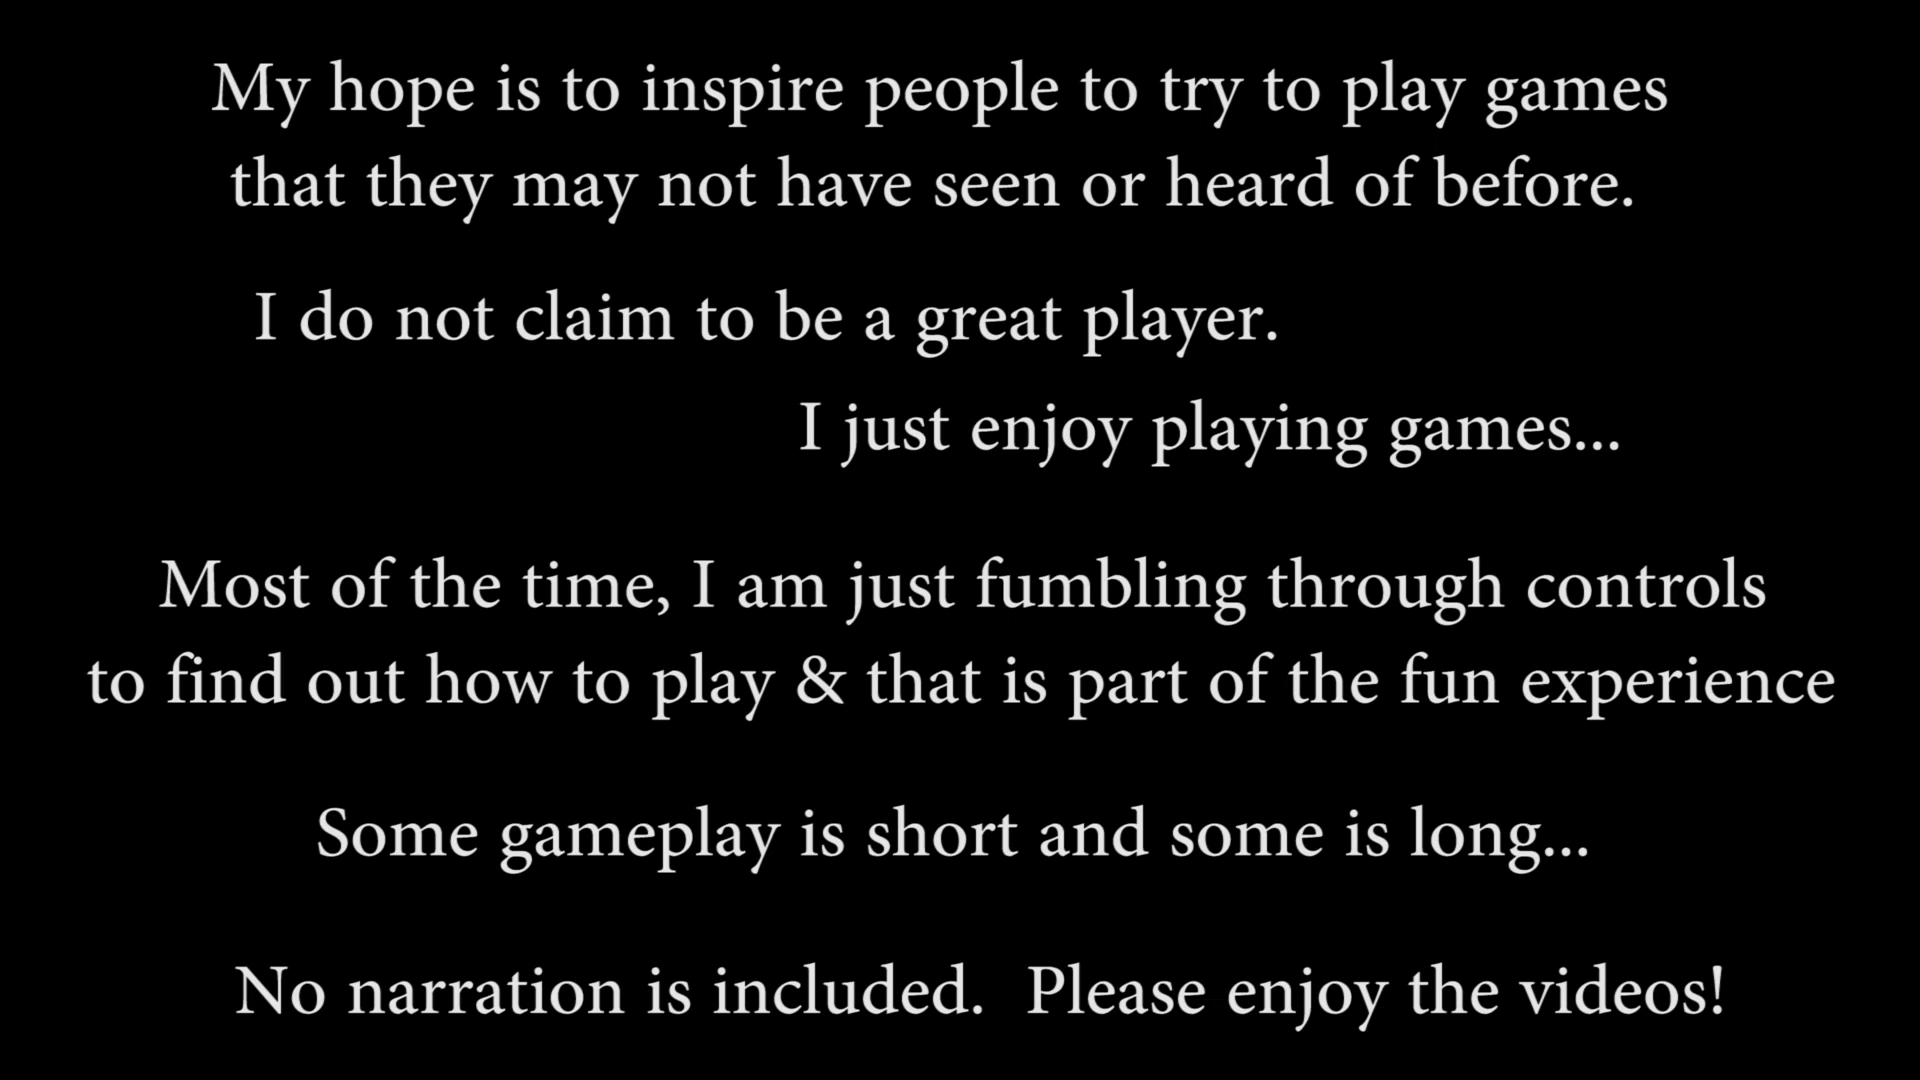 My hope is to inspire people to try to play games
that they may not have seen or heard of before.
I do not claim to be a great player.
I just enjoy playing games...
Most of the time, I am just fumbling through controls
to find out how to play & that is part of the fun experience
Some gameplay is short and some is long...
No narration is included.  Please enjoy the videos!